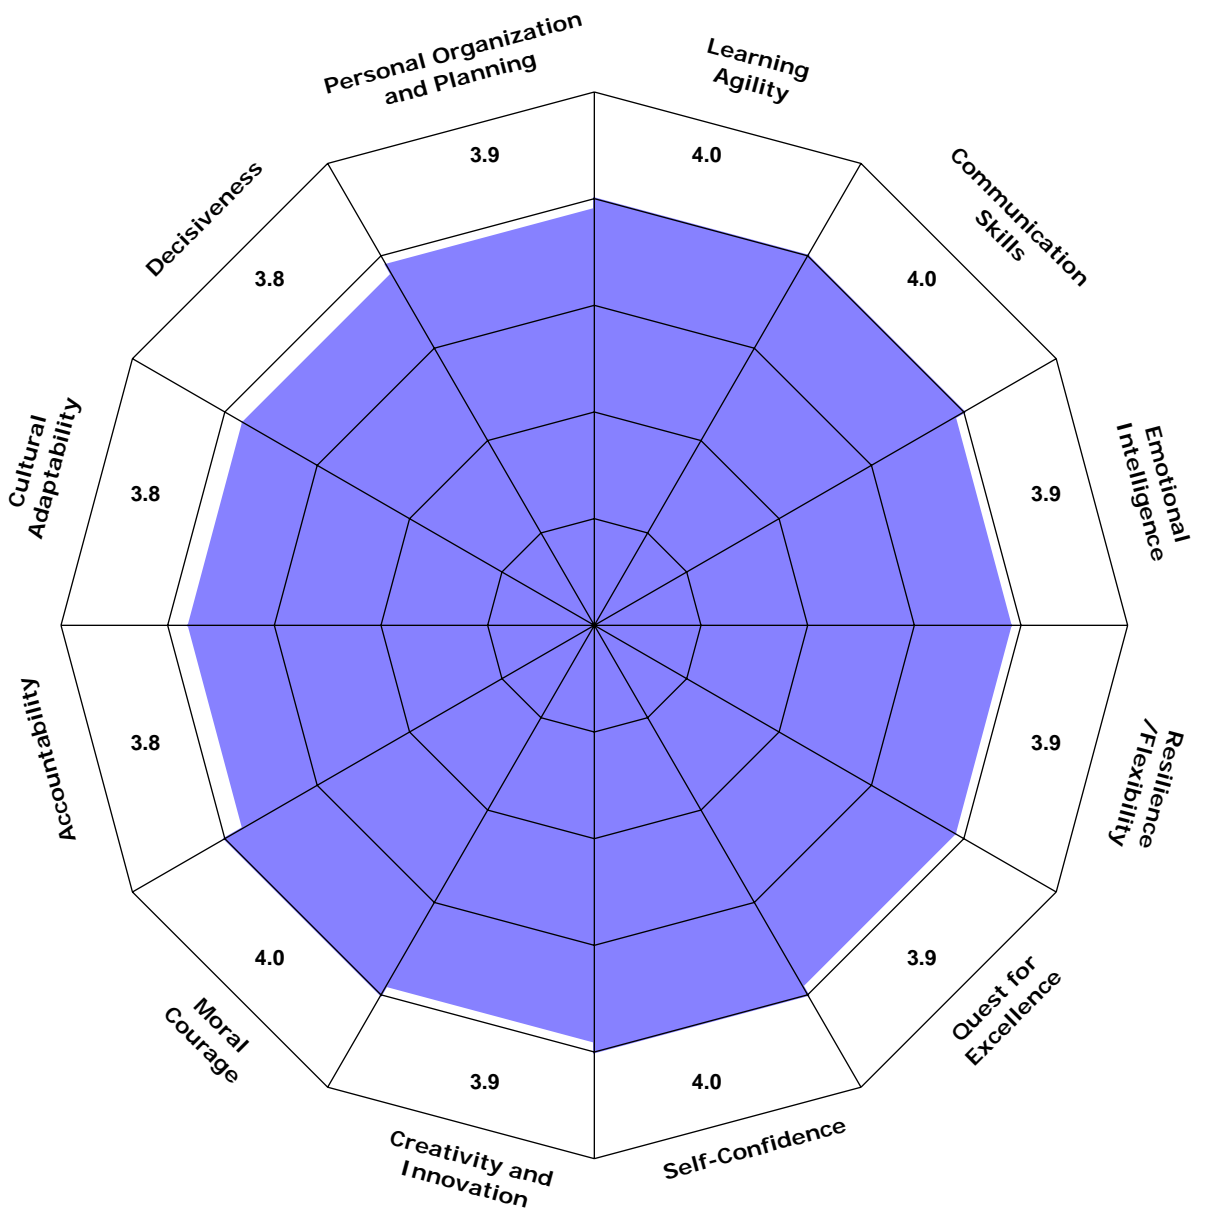 Personal Organization
and Planning
3.9
Learning
Agility
4.0
Communication
Skills
4.0
Emotional
Intelligence
3.9
Resilience
/Flexibility
3.9
Quest for
Excellence
3.9
Self-Confidence
4.0
Creativity and
Innovation
3.9
Moral
Courage
4.0
Accountability
3.8
Cultural
Adaptability
3.8
Decisiveness
3.8